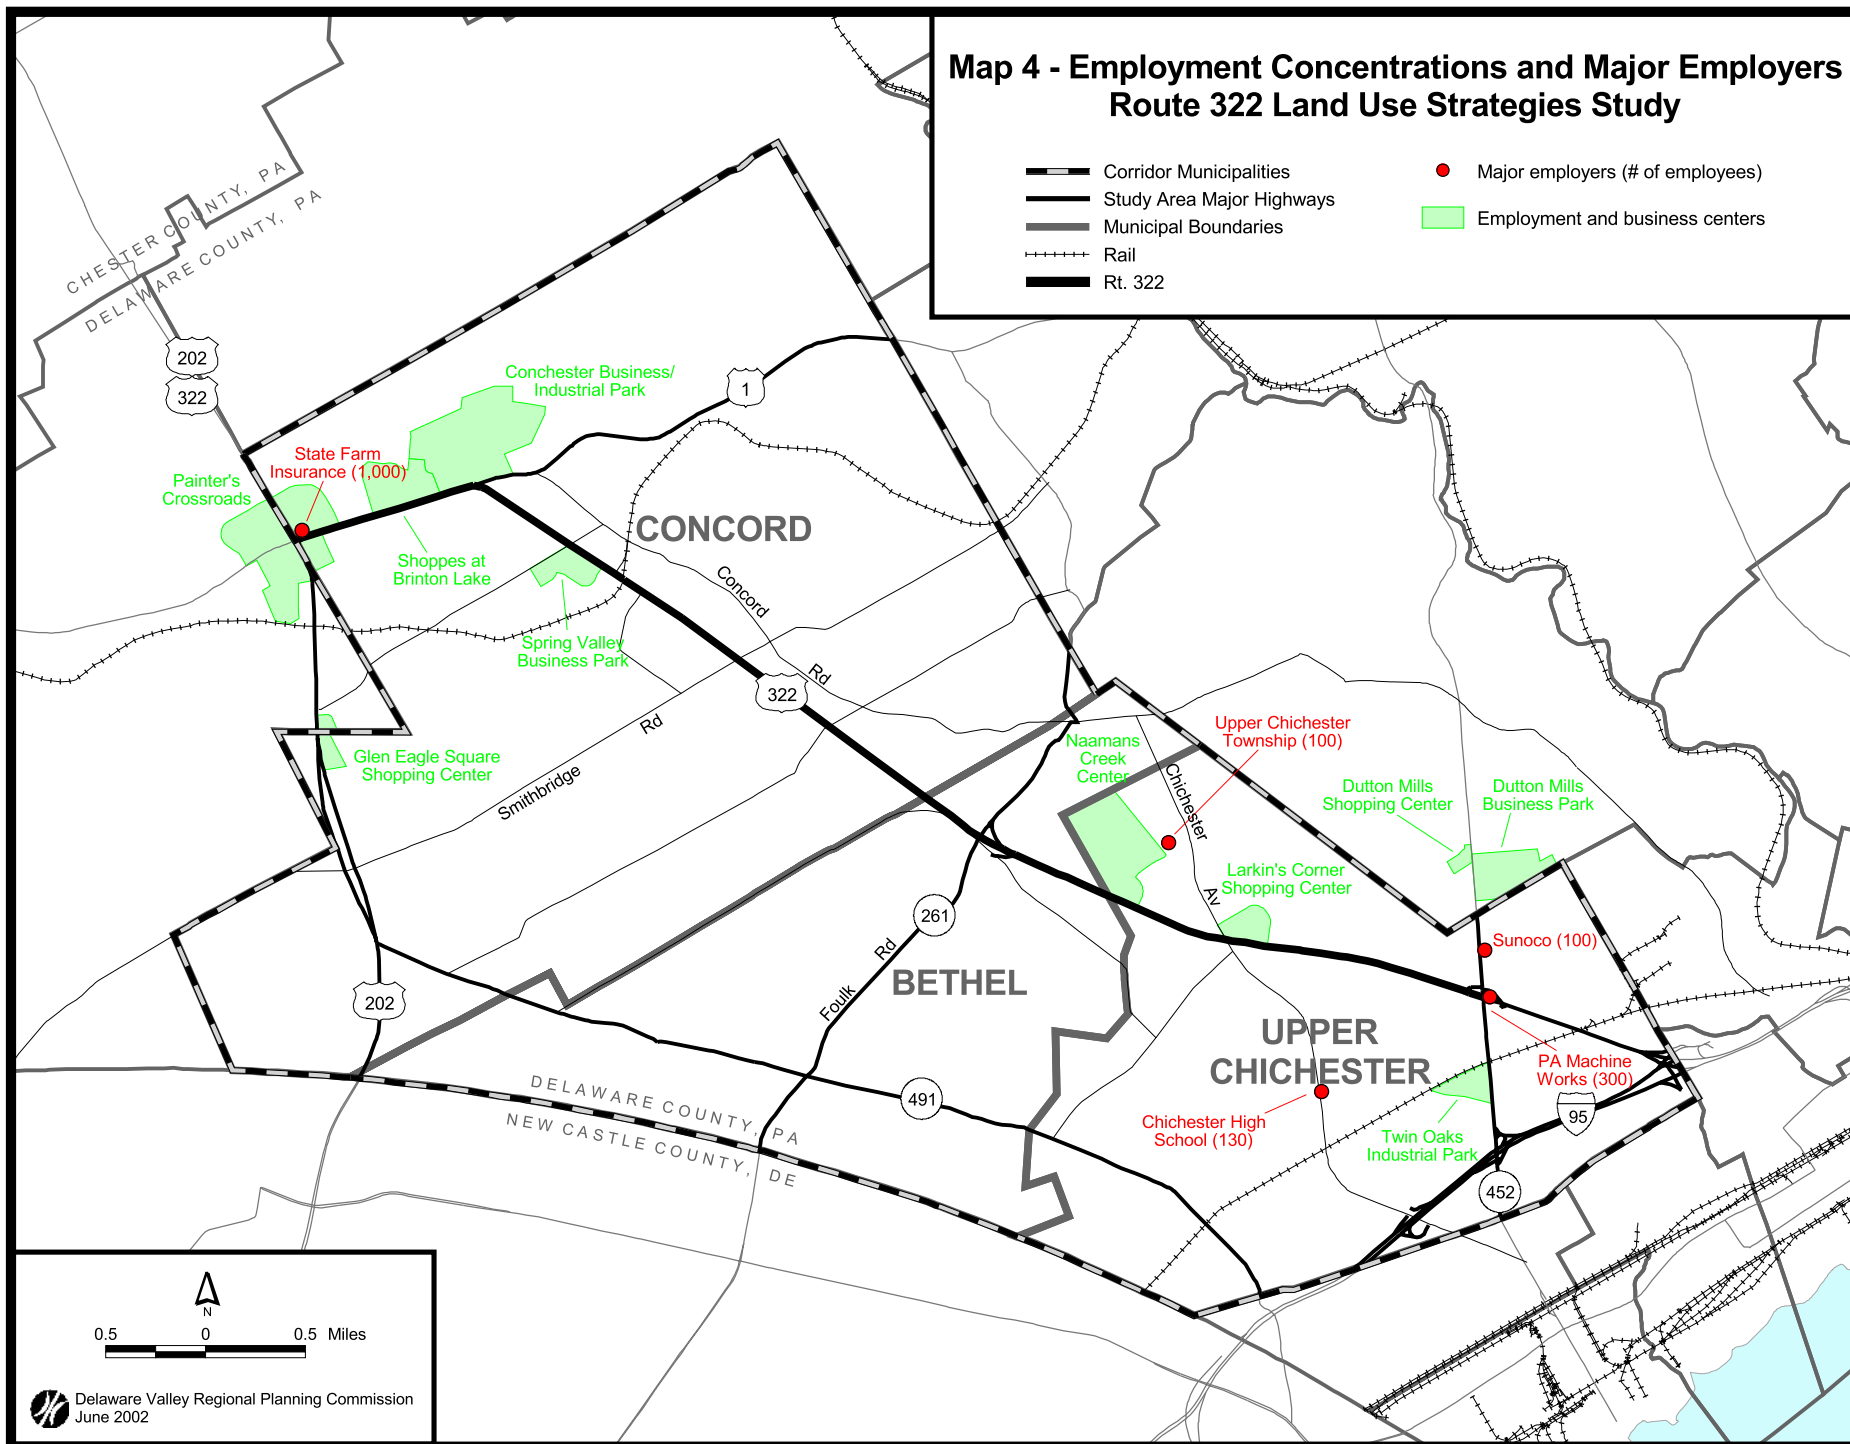 Map 4 - Employment Concentrations and Major Employers
Route 322 Land Use Strategies Study
Corridor Municipalities
Study Area Major Highways
Municipal Boundaries
Rail
Rt. 322
Major employers (# of employees)
Employment and business centers
CHESTER COUNTY, PA
DELAWARE COUNTY, PA
202
322
Conchester Business/
Industrial Park
1
State Farm
Insurance (1,000)
Painter's
Crossroads
CONCORD
Shoppes at
Brinton Lake
Concord
Rd
Spring Valley
Business Park
322
Smithbridge
Rd
Glen Eagle Square
Shopping Center
Naamans
Creek
Center
Upper Chichester
Township (100)
Chichester
Av
Dutton Mills
Shopping Center
Dutton Mills
Business Park
Larkin's Corner
Shopping Center
261
Foulk
Rd
BETHEL
Sunoco (100)
202
UPPER
CHICHESTER
PA Machine
Works (300)
491
DELAWARE COUNTY, PA
NEW CASTLE COUNTY, DE
Chichester High
School (130)
95
Twin Oaks
Industrial Park
452
N
0.5 0 0.5 Miles
Delaware Valley Regional Planning Commission
June 2002